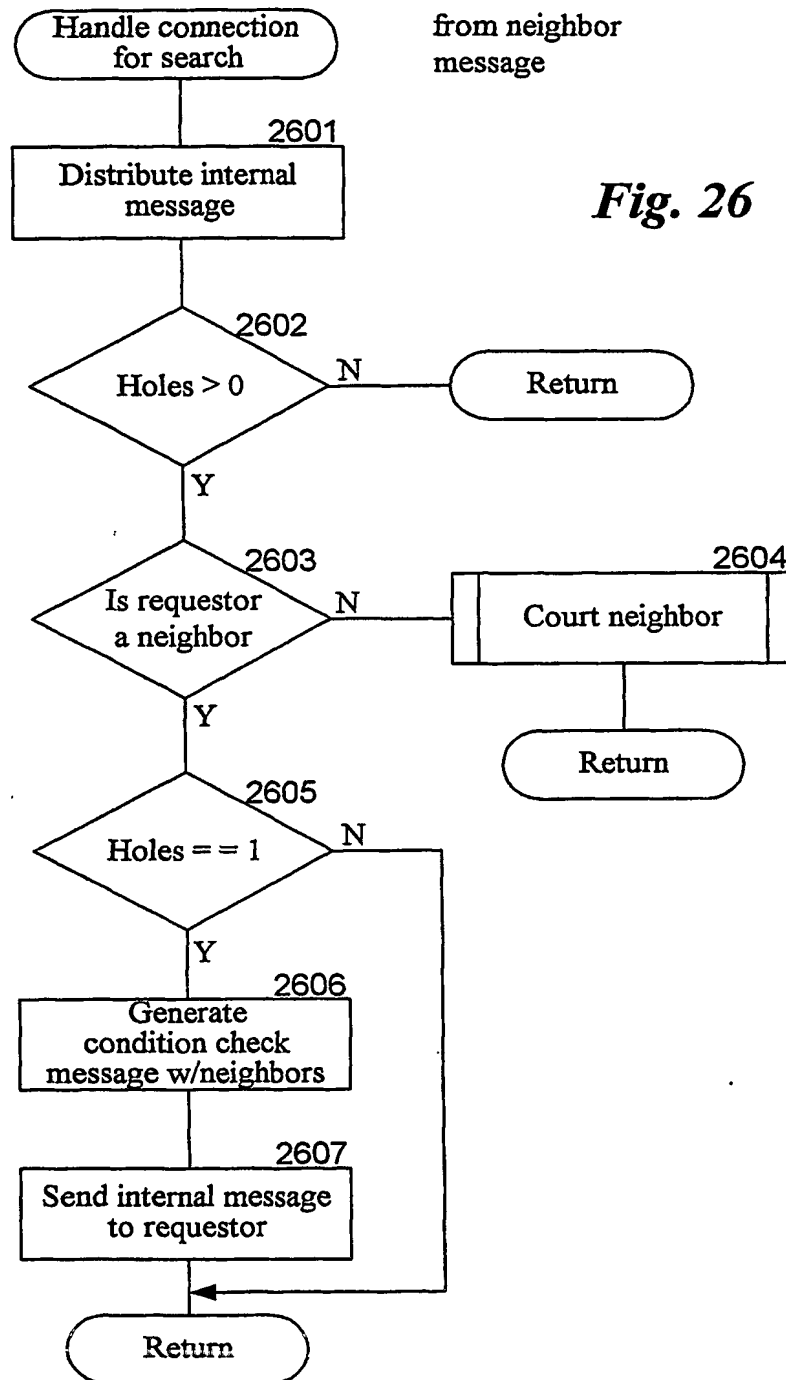 Handle connection
for search
from neighbor
message
2601
Distribute internal
message
Fig. 26
2602
Holes > 0
N
Return
Y
2603
Is requestor
a neighbor
N
2604
Court neighbor
Y
Return
2605
Holes = = 1
N
Y
2606
Generate
condition check
message w/neighbors
2607
Send internal message
to requestor
Return